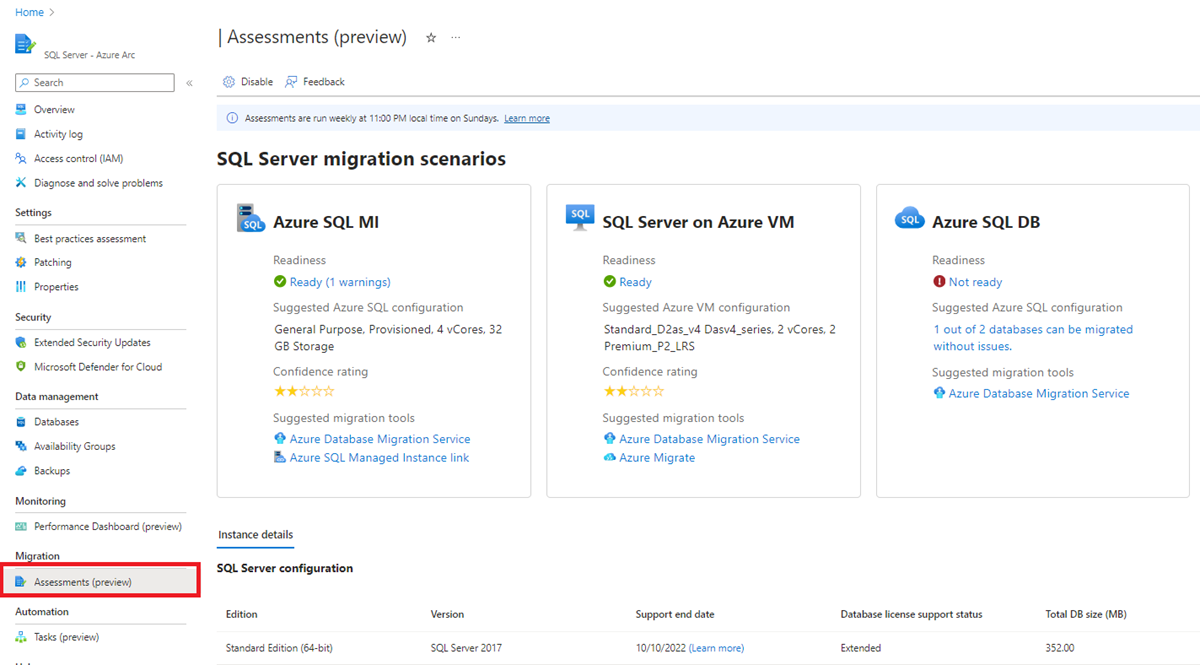 Home >
SQL Server - Azure Arc
Search
«
Overview
Activity log
Access control (IAM)
Diagnose and solve problems
Settings
Best practices assessment
Patching
Properties
Security
Extended Security Updates
Microsoft Defender for Cloud
Data management
Databases
Availability Groups
Backups
Monitoring
Performance Dashboard (preview)
Migration
Assessments (preview)
Automation
Tasks (preview)
| Assessments (preview) ☆ ...
Disable Feedback
Assessments are run weekly at 11:00 PM local time on Sundays. Learn more
SQL Server migration scenarios
SQL
Azure SQL MI
Readiness
Ready (1 warnings)
Suggested Azure SQL configuration
General Purpose, Provisioned, 4 vCores, 32
GB Storage
Confidence rating
Suggested migration tools
Azure Database Migration Service
Azure SQL Managed Instance link
SQL
SQL Server on Azure VM
Readiness
Ready
Suggested Azure VM configuration
Standard_D2as_v4 Dasv4_series, 2 vCores, 2
Premium_P2_LRS
Confidence rating
Suggested migration tools
Azure Database Migration Service
Azure Migrate
SQL
Azure SQL DB
Readiness
Not ready
Suggested Azure SQL configuration
1 out of 2 databases can be migrated
without issues.
Suggested migration tools
Azure Database Migration Service
Instance details
SQL Server configuration
Edition Version Support end date Database license support status Total DB size (MB)
Standard Edition (64-bit) SQL Server 2017 10/10/2022 (Learn more) Extended 352.00